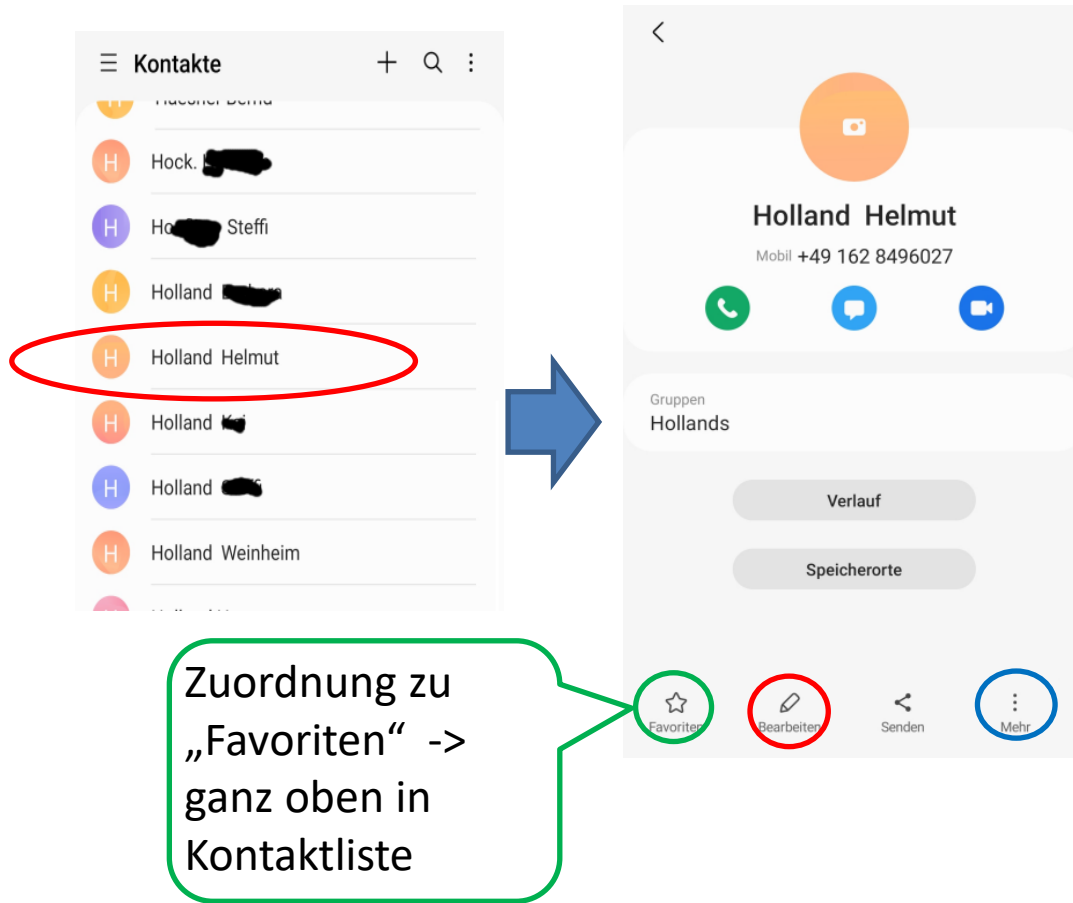 Kontakte
H
Hock.
H
Steffi
H
Holland
H
Holland Helmut
H
Holland
H
Holland
H
Holland Weinheim
Holland Helmut
Mobil +49 162 8496027
Gruppen
Hollands
Verlauf
Speicherorte
Favoriten
Bearbeiten
Senden
Mehr
Zuordnung zu
„Favoriten“ ->
ganz oben in
Kontaktliste